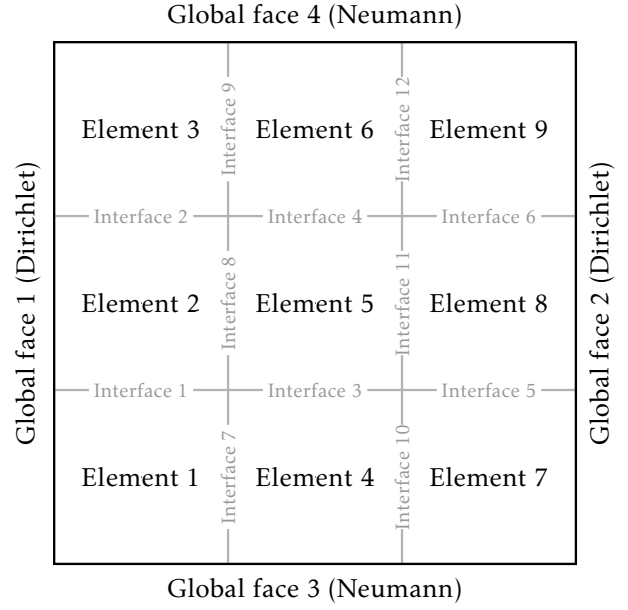 Global face 4 (Neumann)
Element 3
Interface 9
Element 6
Interface 12
Element 9
Global face 1 (Dirichlet)
Interface 2
Interface 4
Interface 6
Global face 2 (Dirichlet)
Element 2
Interface 8
Element 5
Interface 11
Element 8
Interface 1
Interface 3
Interface 5
Element 1
Interface 7
Element 4
Interface 10
Element 7
Global face 3 (Neumann)